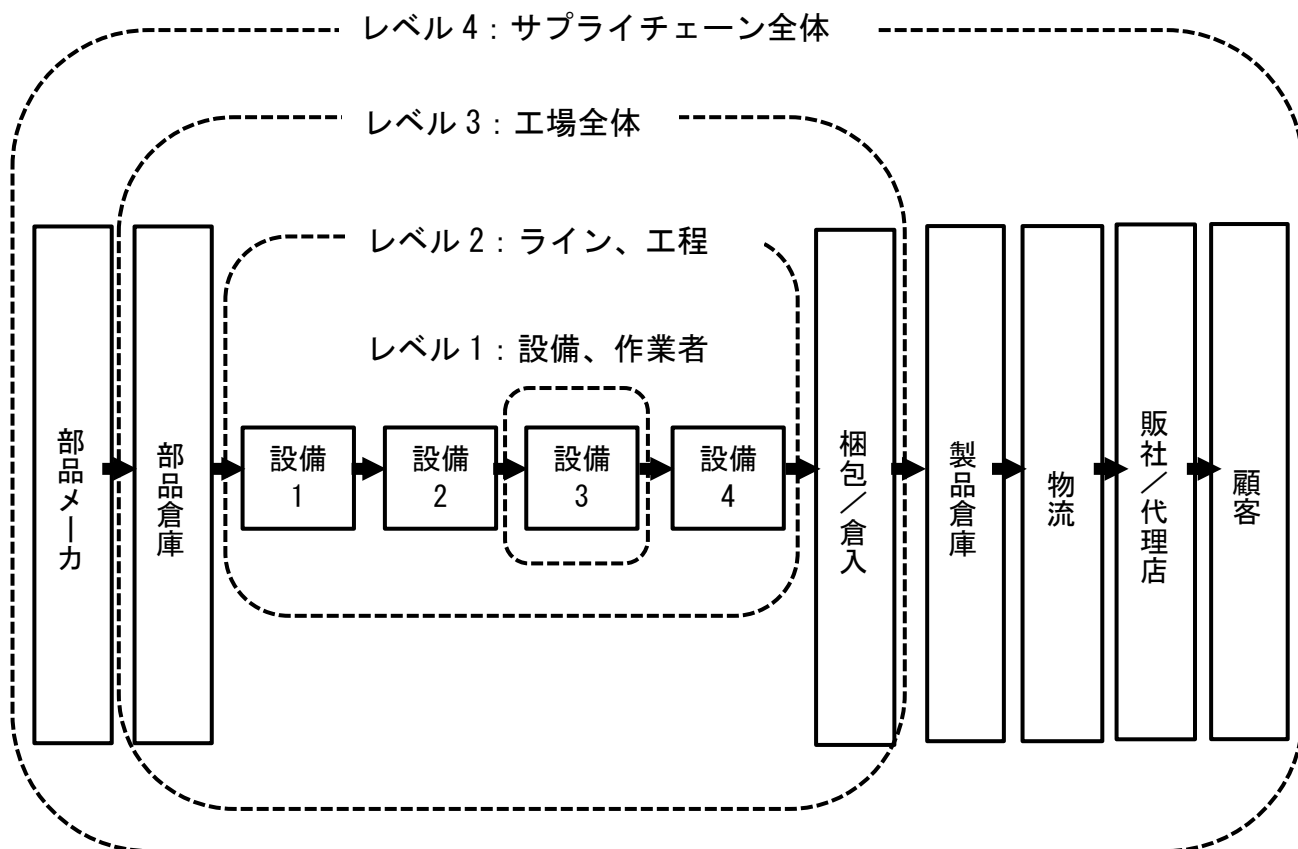 レベル4：サプライチェーン全体
レベル3：工場全体
レベル2：ライン、工程
レベル1：設備、作業者
部品メーカ
部品倉庫
設備
1
設備
2
設備
3
設備
4
梱包／倉入
製品倉庫
物流
販社／代理店
顧客